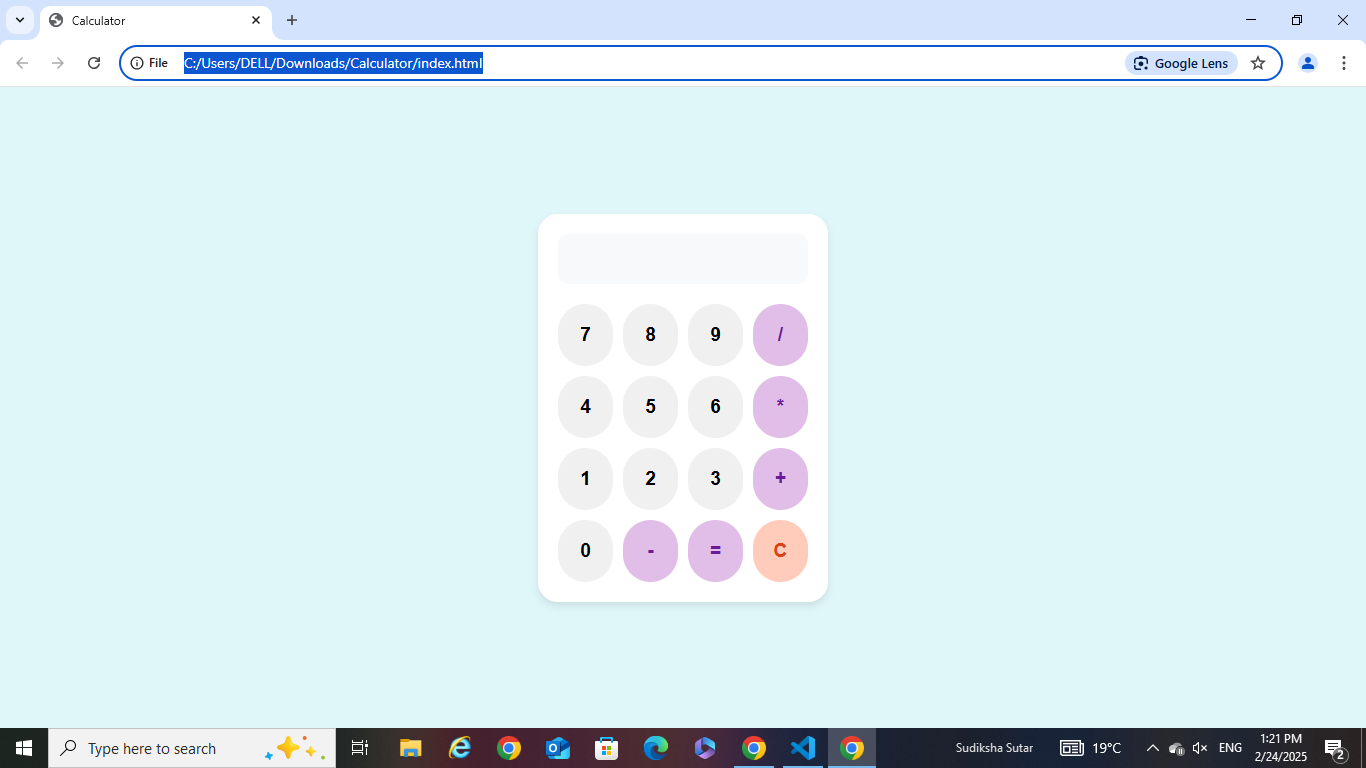 Calculator
File C:/Users/DELL/Downloads/Calculator/index.html Google Lens
7 8 9 /
4 5 6 *
1 2 3 +
0 - = C
Type here to search Sudiksha Sutar 19°C ENG 1:21 PM
2/24/2025 2